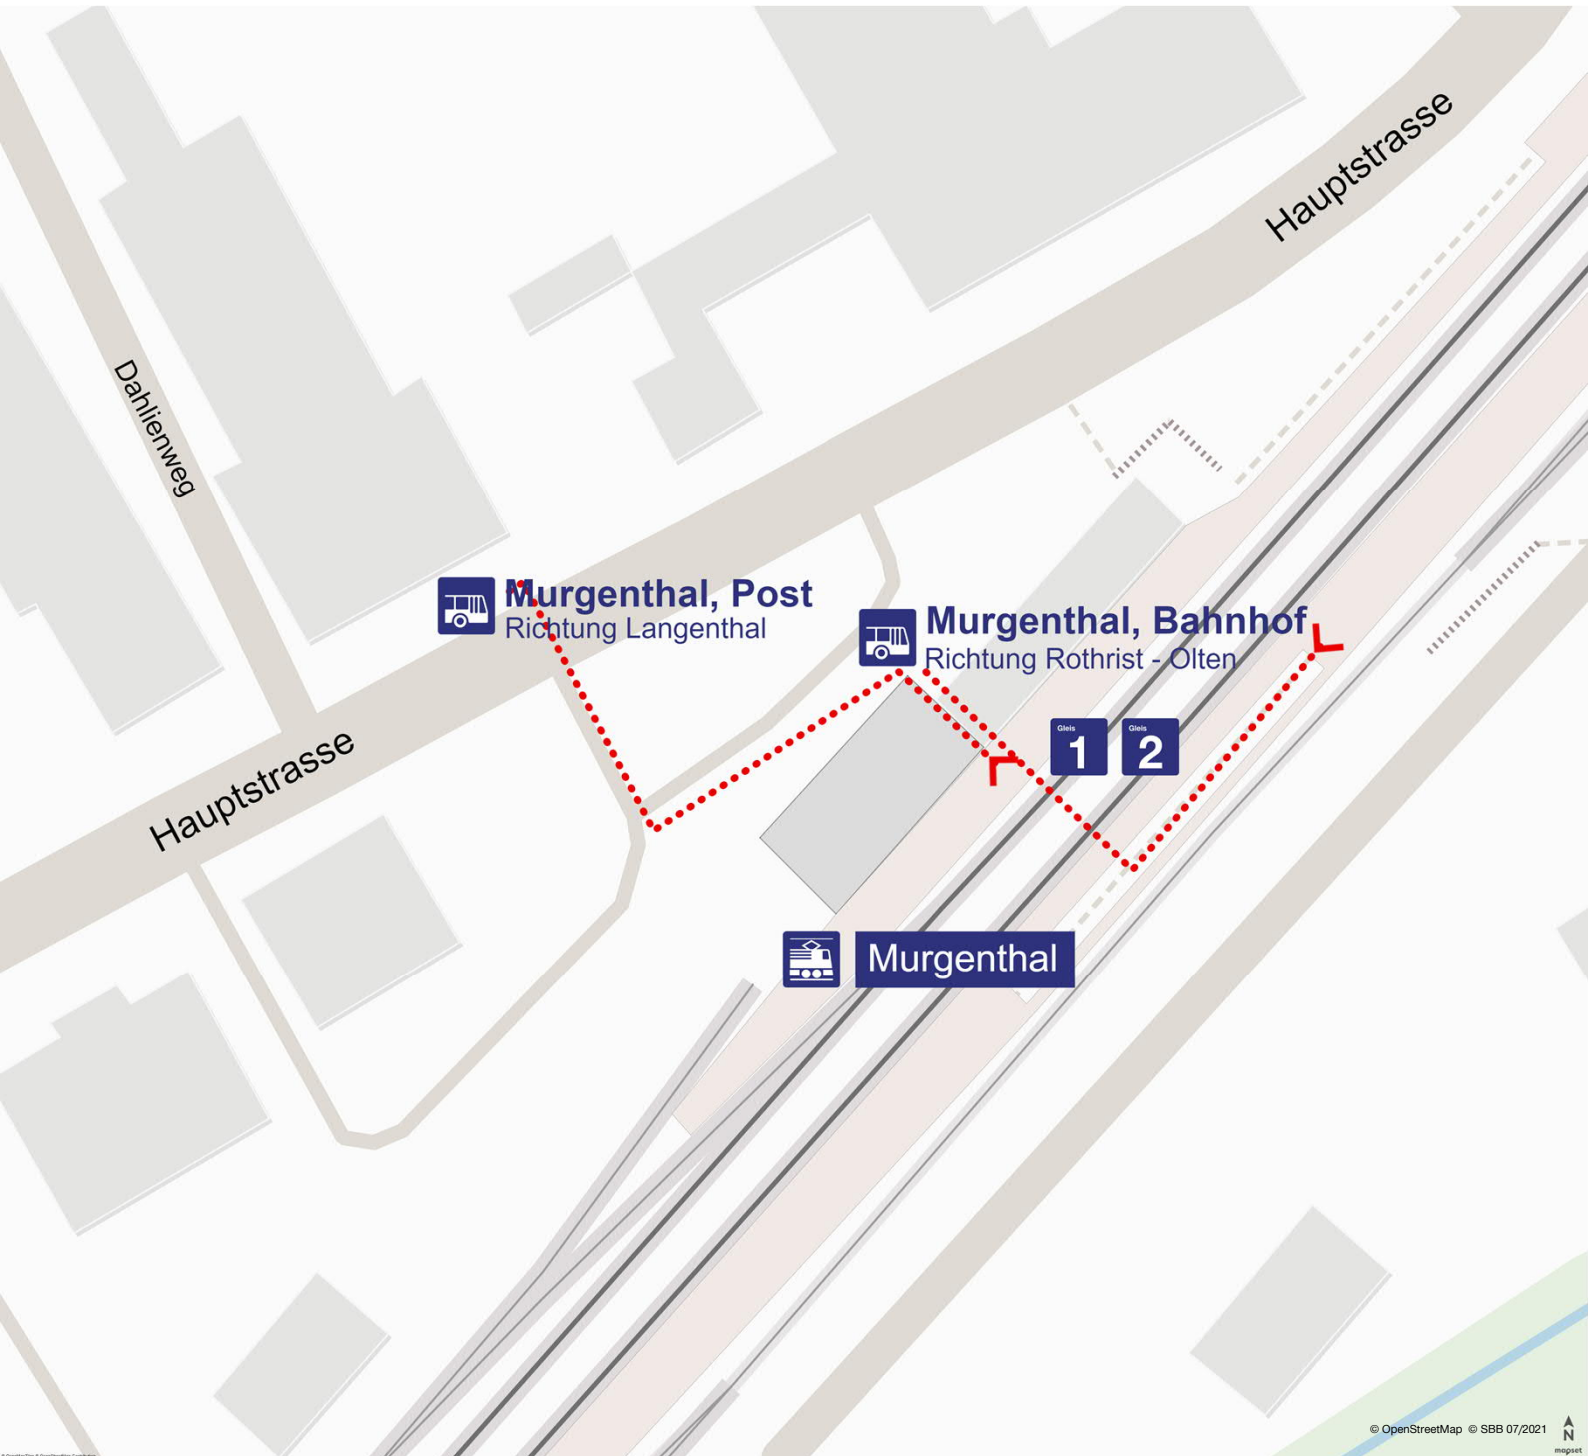 Hauptstrasse
Dahlienweg
Murgenthal, Post
Richtung Langenthal
Murgenthal, Bahnhof
Richtung Rothrist - Olten
Gleis
1
Gleis
2
Hauptstrasse
Murgenthal
© OpenStreetMap © SBB 07/2021
N
mapset